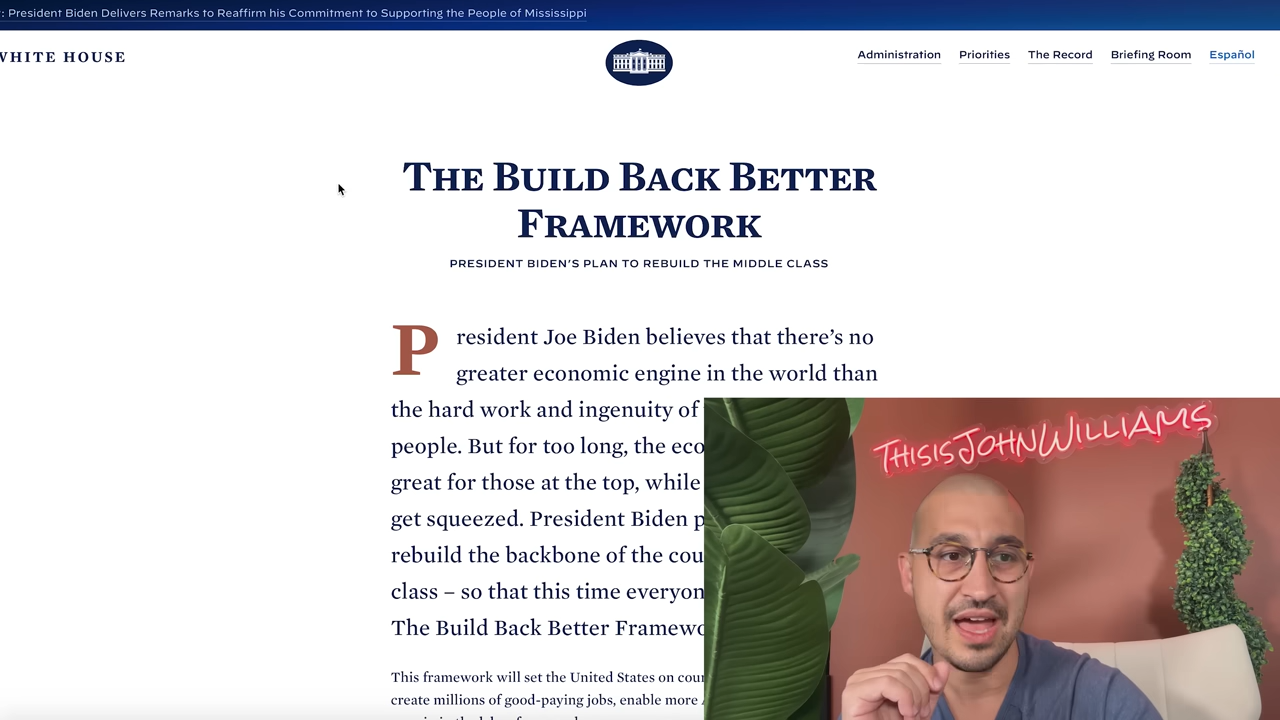 : President Biden Delivers Remarks to Reaffirm his Commitment to Supporting the People of Mississippi
WHITE HOUSE
Administration
Priorities
The Record
Briefing Room
Español
THE BUILD BACK BETTER
FRAMEWORK
PRESIDENT BIDEN'S PLAN TO REBUILD THE MIDDLE CLASS
President Joe Biden believes that there's no
greater economic engine in the world than
the hard work and ingenuity of
people. But for too long, the eco
great for those at the top, while
get squeezed. President Biden p
rebuild the backbone of the cou
class – so that this time everyon
The Build Back Better Framewo
This framework will set the United States on cour
create millions of good-paying jobs, enable more
THISISJOHNWILLIAMS